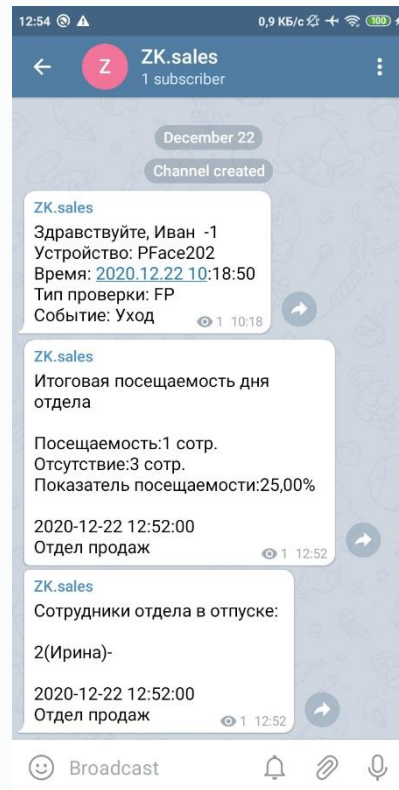 12:54
0,9 КБ/с
100
Z
ZK.sales
1 subscriber
December 22
Channel created
ZK.sales
Здравствуйте, Иван -1
Устройство: PFace202
Время: 2020.12.22 10:18:50
Тип проверки: FP
Событие: Уход
1 10:18
ZK.sales
Итоговая посещаемость дня
отдела
Посещаемость:1 сотр.
Отсутствие:3 сотр.
Показатель посещаемости:25,00%
2020-12-22 12:52:00
Отдел продаж
1 12:52
ZK.sales
Сотрудники отдела в отпуске:
2(Ирина)-
2020-12-22 12:52:00
Отдел продаж
1 12:52
Broadcast